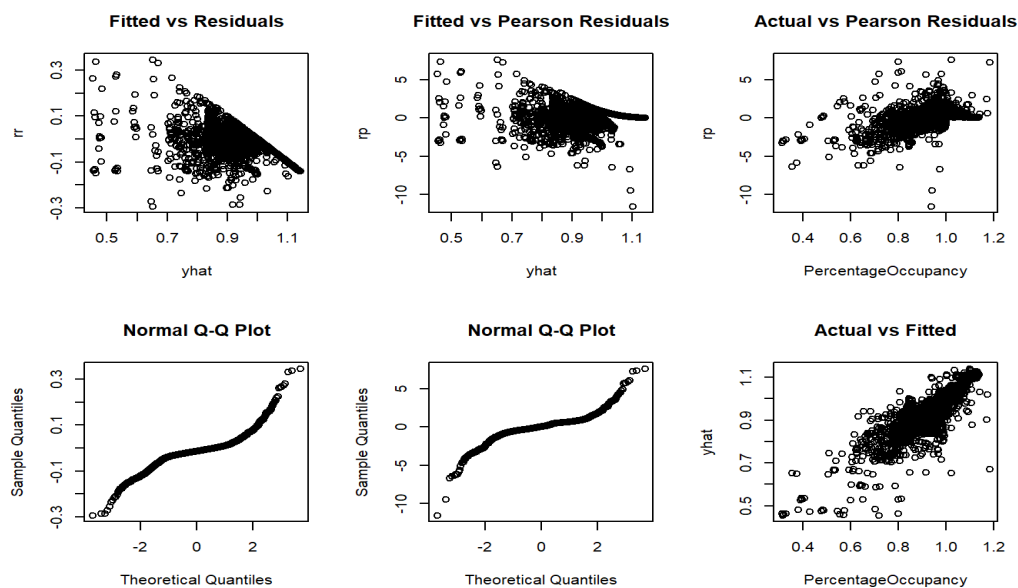 Fitted vs Residuals
rr
0.3
0.1
-0.1
-0.3
0.5 0.7 0.9 1.1
yhat
Fitted vs Pearson Residuals
rp
5
0
-5
-10
0.5 0.7 0.9 1.1
yhat
Actual vs Pearson Residuals
rp
5
0
-5
-10
0.4 0.6 0.8 1.0 1.2
PercentageOccupancy
Normal Q-Q Plot
Sample Quantiles
0.3
0.1
-0.1
-0.3
-2 0 2
Theoretical Quantiles
Normal Q-Q Plot
Sample Quantiles
5
0
-5
-10
-2 0 2
Theoretical Quantiles
Actual vs Fitted
yhat
1.1
0.9
0.7
0.5
0.4 0.6 0.8 1.0 1.2
PercentageOccupancy